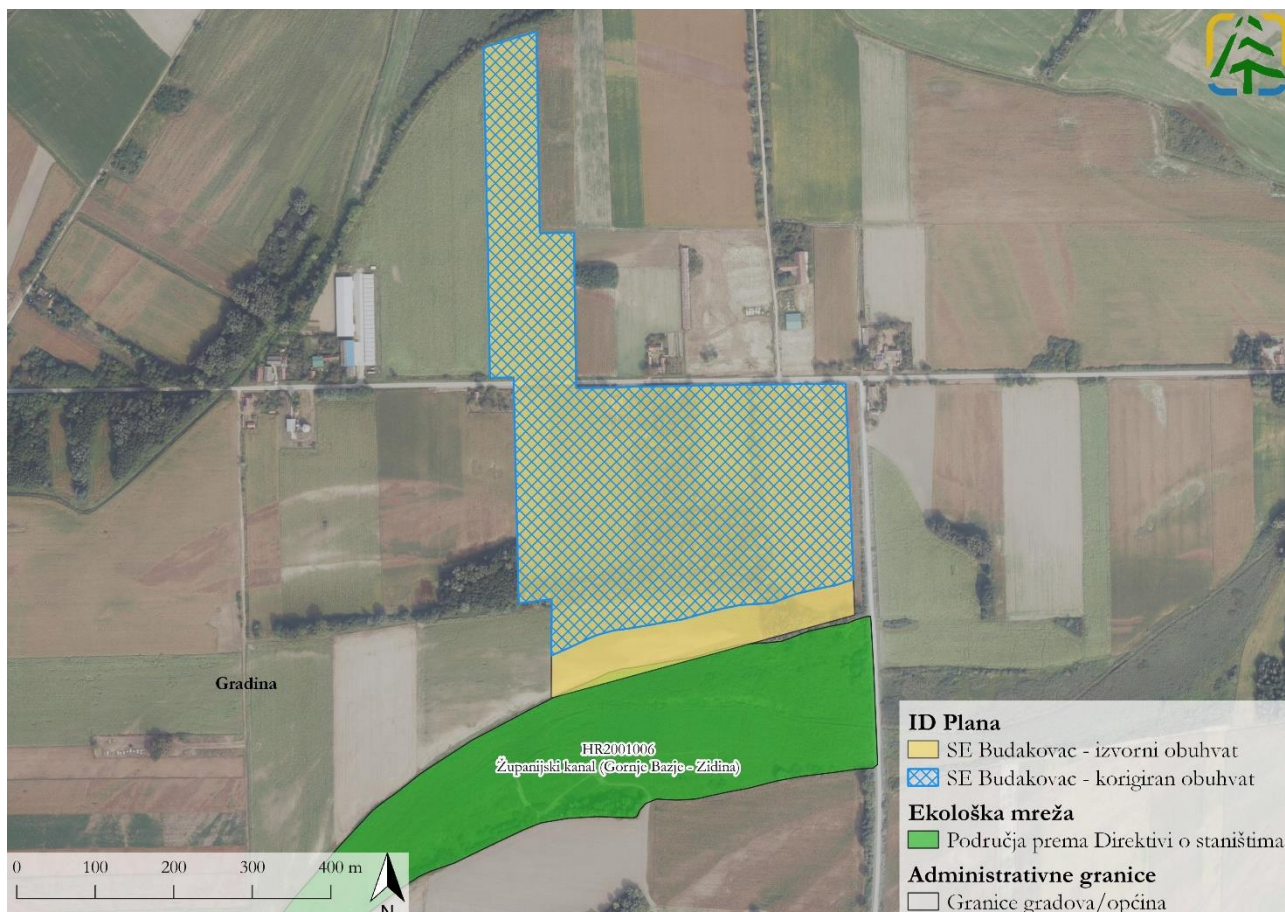 Gradina
HR2001006
Županijski kanal (Gornje Bazje - Zidina)
ID Plana
SE Budakovac - izvorni obuhvat
SE Budakovac - korigiran obuhvat
Ekološka mreža
Područja prema Direktivi o staništima
Administrativne granice
Granice gradova/općina
0 100 200 300 400 m
N